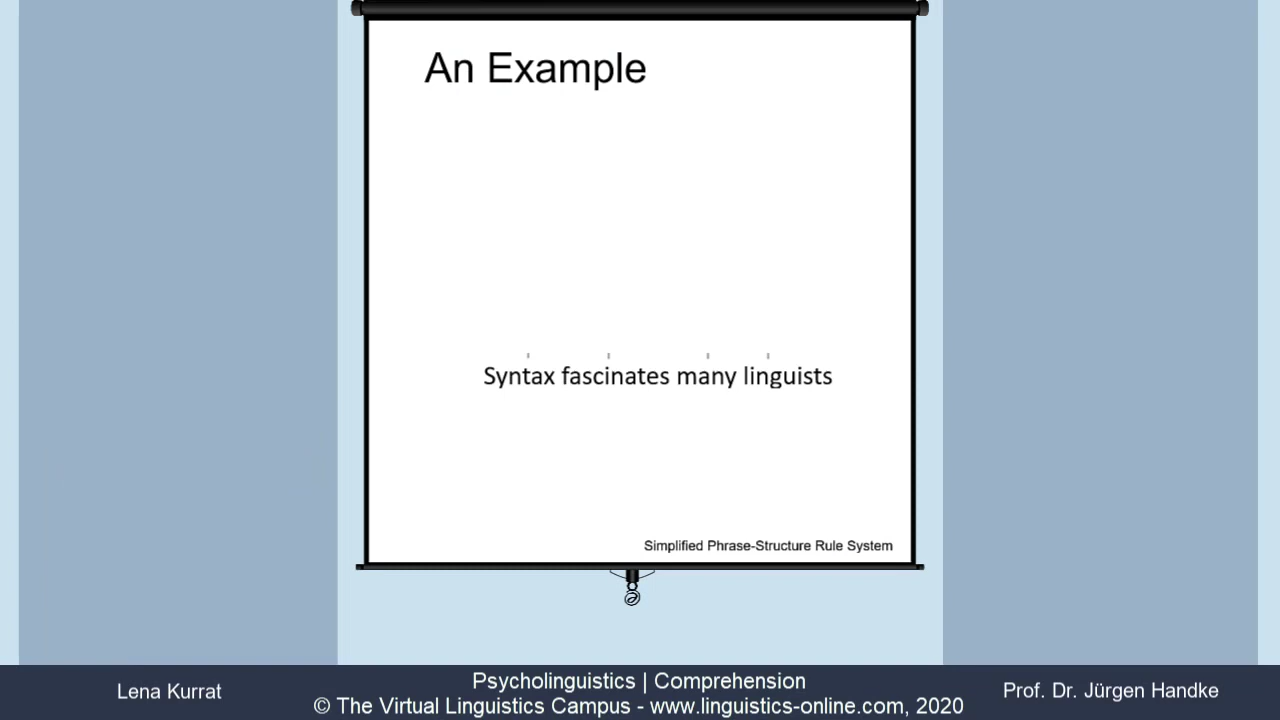 An Example
Syntax fascinates many linguists
Simplified Phrase-Structure Rule System
Lena Kurrat
Psycholinguistics | Comprehension
© The Virtual Linguistics Campus - www.linguistics-online.com, 2020
Prof. Dr. Jürgen Handke